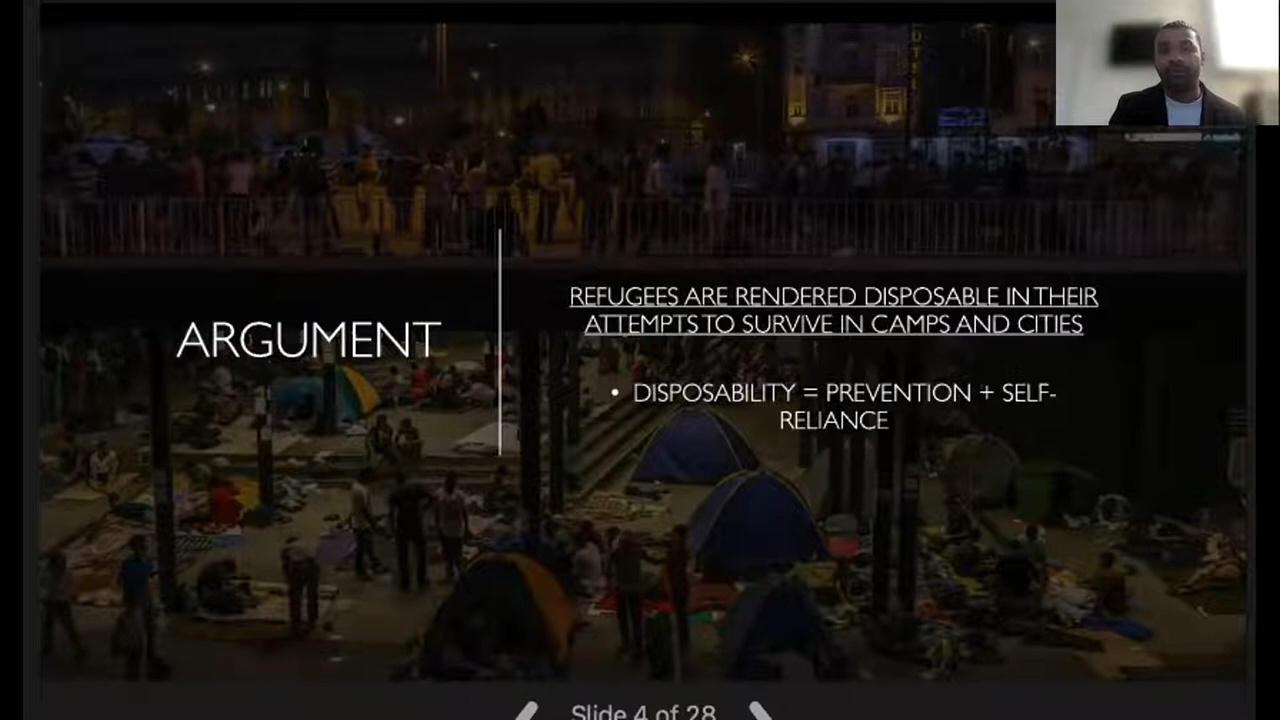 ARGUMENT
REFUGEES ARE RENDERED DISPOSABLE IN THEIR
ATTEMPTS TO SURVIVE IN CAMPS AND CITIES
• DISPOSABILITY = PREVENTION + SELF-
RELIANCE
Slide 4 of 28